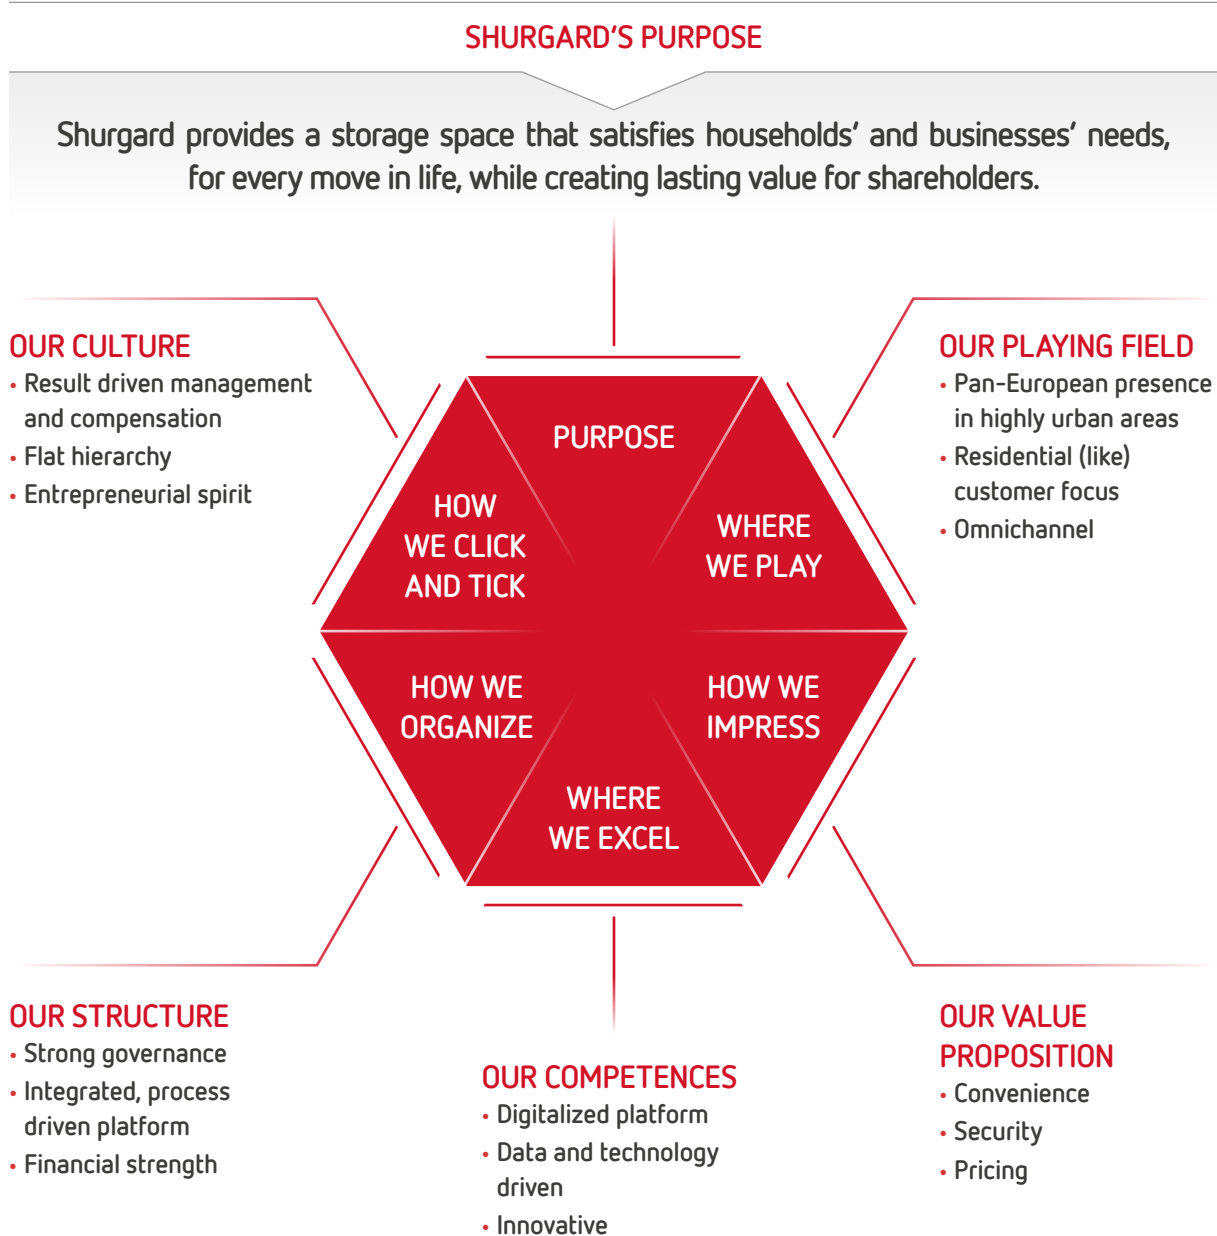 SHURGARD'S PURPOSE
Shurgard provides a storage space that satisfies households' and businesses' needs,
for every move in life, while creating lasting value for shareholders.
OUR CULTURE
• Result driven management
and compensation
• Flat hierarchy
• Entrepreneurial spirit
OUR PLAYING FIELD
• Pan-European presence
in highly urban areas
• Residential (like)
customer focus
• Omnichannel
PURPOSE
HOW
WE CLICK
AND TICK
WHERE
WE PLAY
HOW WE
ORGANIZE
HOW WE
IMPRESS
WHERE
WE EXCEL
OUR STRUCTURE
• Strong governance
• Integrated, process
driven platform
• Financial strength
OUR COMPETENCES
• Digitalized platform
• Data and technology
driven
• Innovative
OUR VALUE
PROPOSITION
• Convenience
• Security
• Pricing